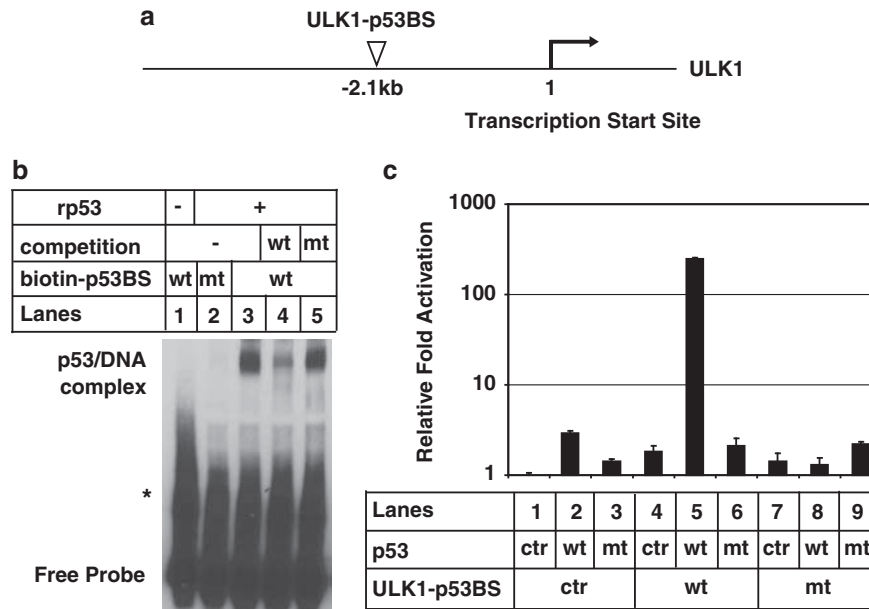 a
ULK1-p53BS
-2.1kb
1
ULK1
Transcription Start Site
b
rp53 - +
competition - wt mt
biotin-p53BS wt mt wt
Lanes 1 2 3 4 5
p53/DNA
complex
*
Free Probe
c
Relative Fold Activation
1000
100
10
1
Lanes 1 2 3 4 5 6 7 8 9
p53 ctr wt mt ctr wt mt ctr wt mt
ULK1-p53BS ctr wt mt